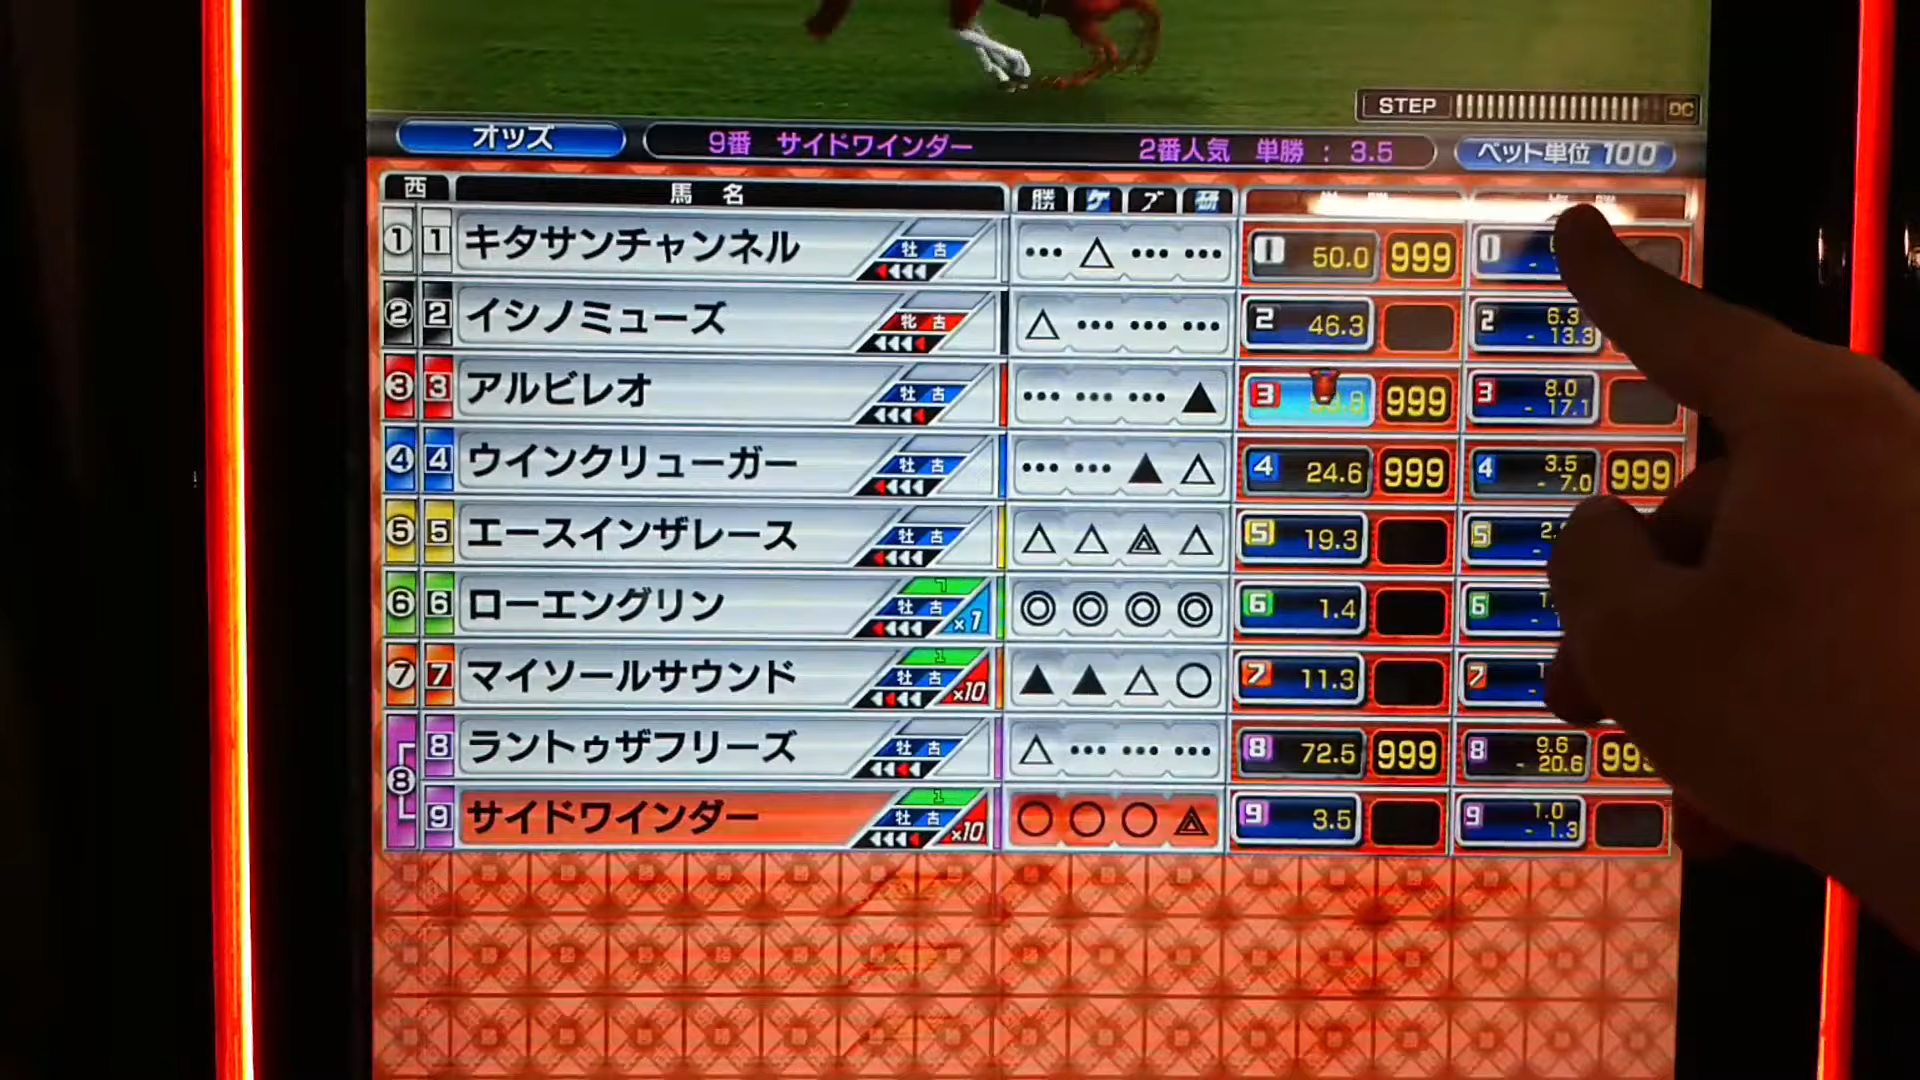 STEP DC
オッズ 9番 サイドワインダー 2番人気 単勝 : 3.5 ベット単位 100
西 馬 名 勝 ケ ブ 研
① 1 キタサンチャンネル 牡 古 … △ … … 1 50.0 999 1
② 2 イシノミューズ 牝 古 △ … … … 2 46.3 2 6.3 - 13.3
③ 3 アルビレオ 牡 古 … … … ▲ 3 999 3 8.0 - 17.1
④ 4 ウインクリューガー 牡 古 … … ▲ △ 4 24.6 999 4 3.5 - 7.0 999
⑤ 5 エースインザレース 牡 古 △ △ △ 5 19.3 5
⑥ 6 ローエングリン 7 牡 古 ×1 ◎ ◎ ◎ ◎ 6 1.4 6
⑦ 7 マイソールサウンド 1 牡 古 ×10 ▲ ▲ △ ○ 7 11.3 7
⑧ 8 ラントゥザフリーズ 牡 古 △ … … … 8 72.5 999 8 9.6 - 20.6
9 サイドワインダー 1 牡 古 ×10 ○ ○ ○ 9 3.5 9 1.0 - 1.3